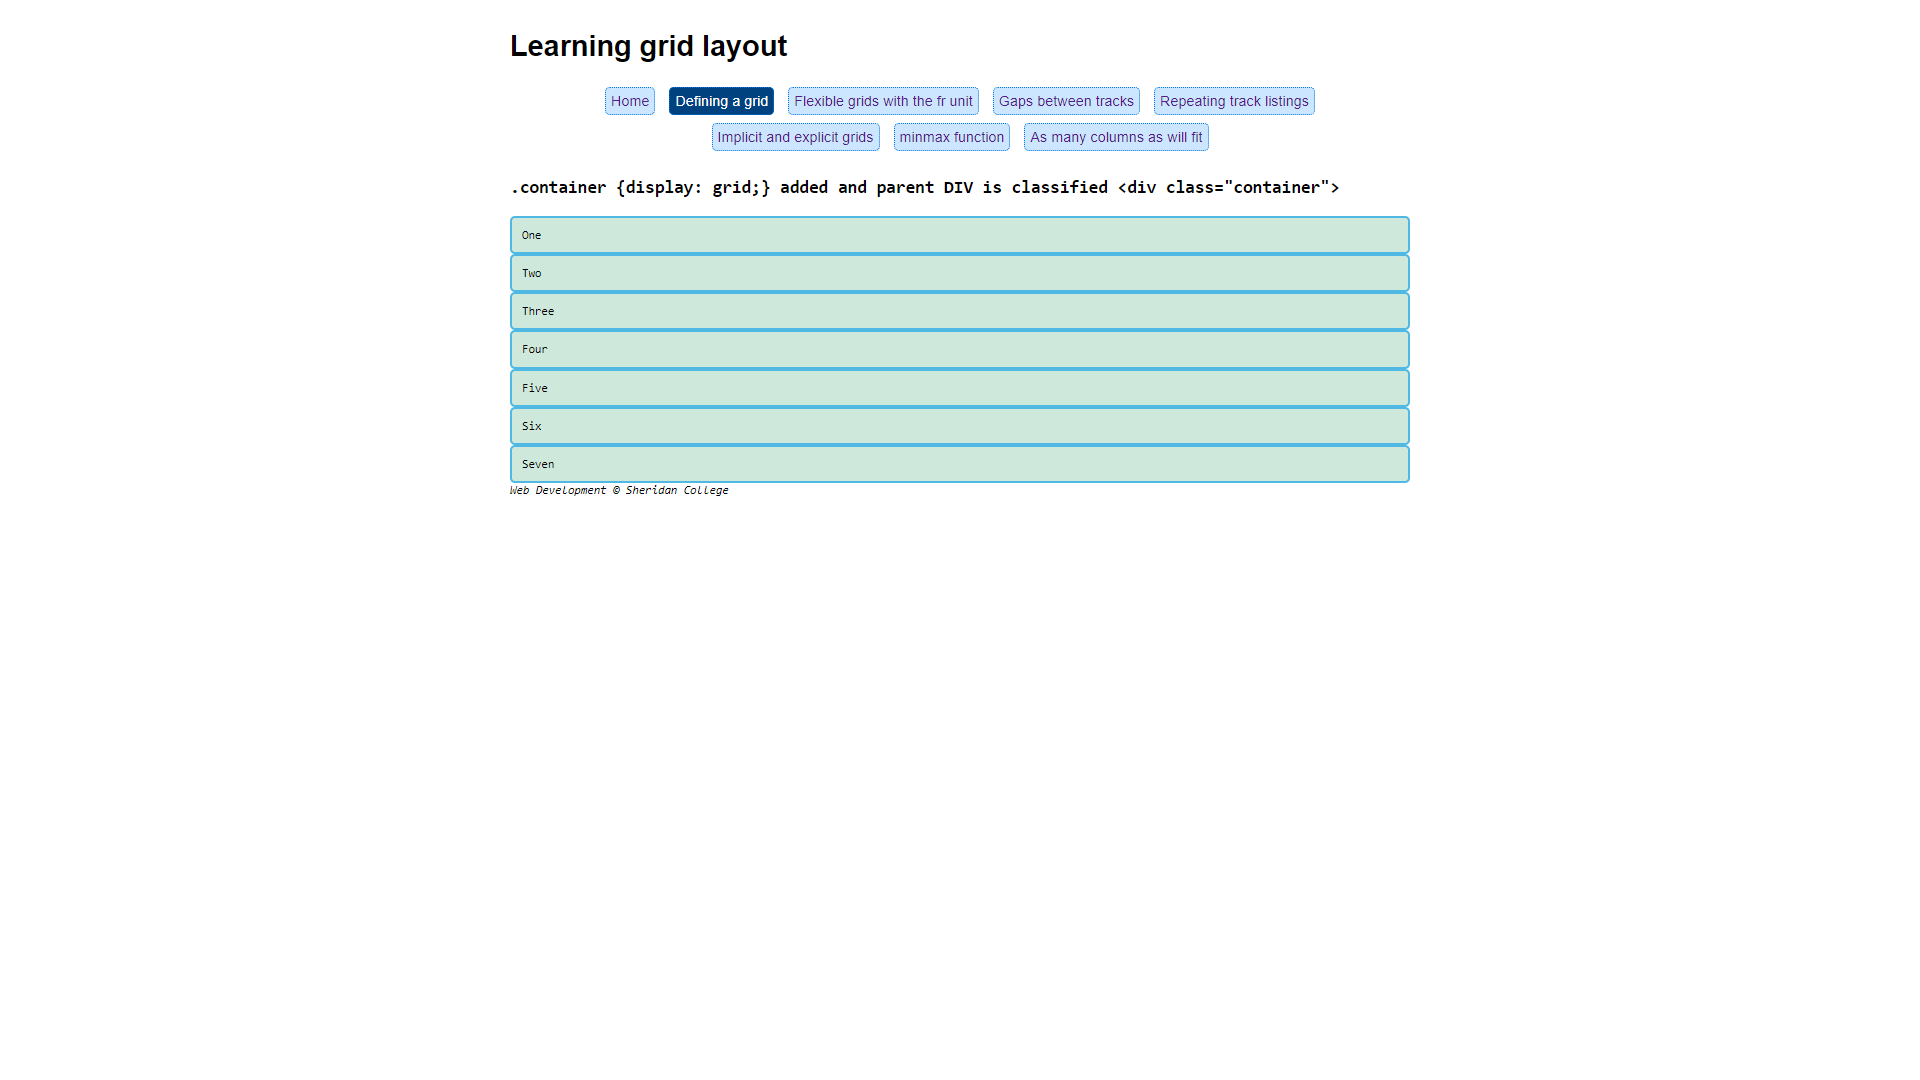 Learning grid layout
Home Defining a grid Flexible grids with the fr unit Gaps between tracks Repeating track listings
Implicit and explicit grids minmax function As many columns as will fit
.container {display: grid;} added and parent DIV is classified <div class="container">
One
Two
Three
Four
Five
Six
Seven
Web Development © Sheridan College